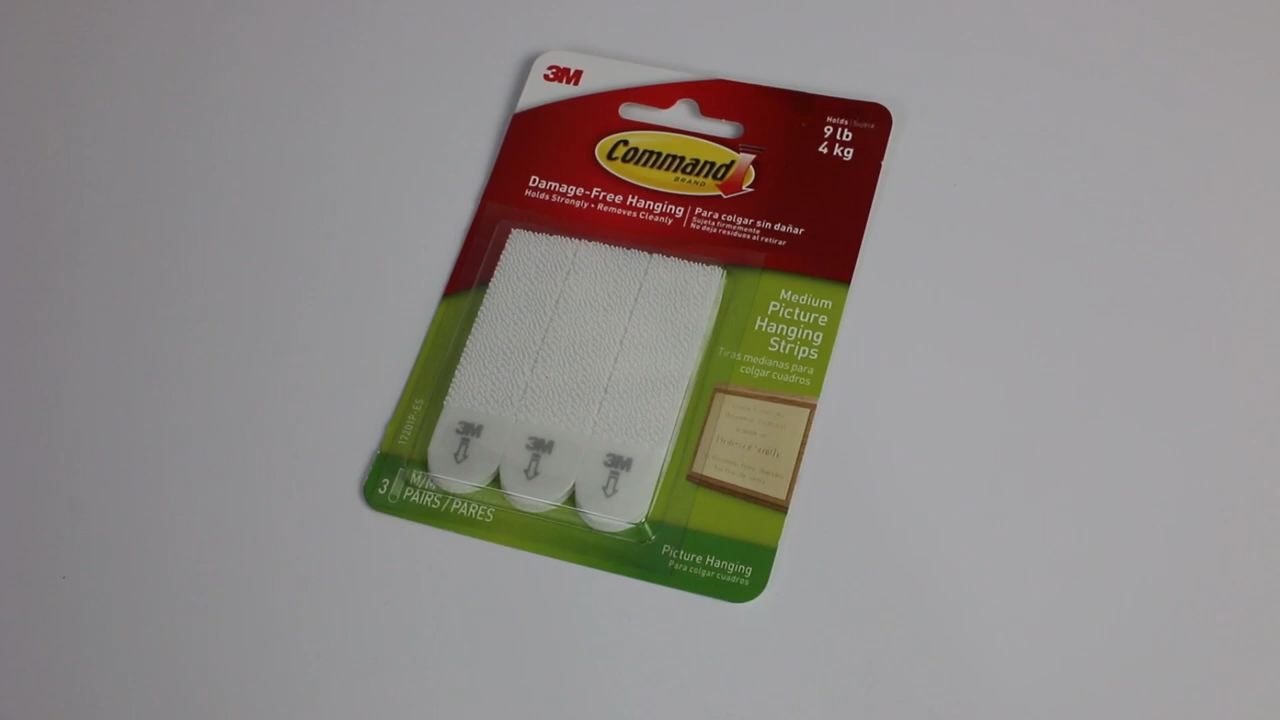 3M
Holds | Sujeta
9 lb
4 kg
Command
BRAND
Damage-Free Hanging
Holds Strongly • Removes Cleanly
Para colgar sin dañar
Sujeta firmemente
No deja residuos al retirar
Medium
Picture
Hanging
Strips
Tiras medianas para
colgar cuadros
17201P-ES
3M
3M
3M
3
M/M
PAIRS / PARES
Picture Hanging
Para colgar cuadros